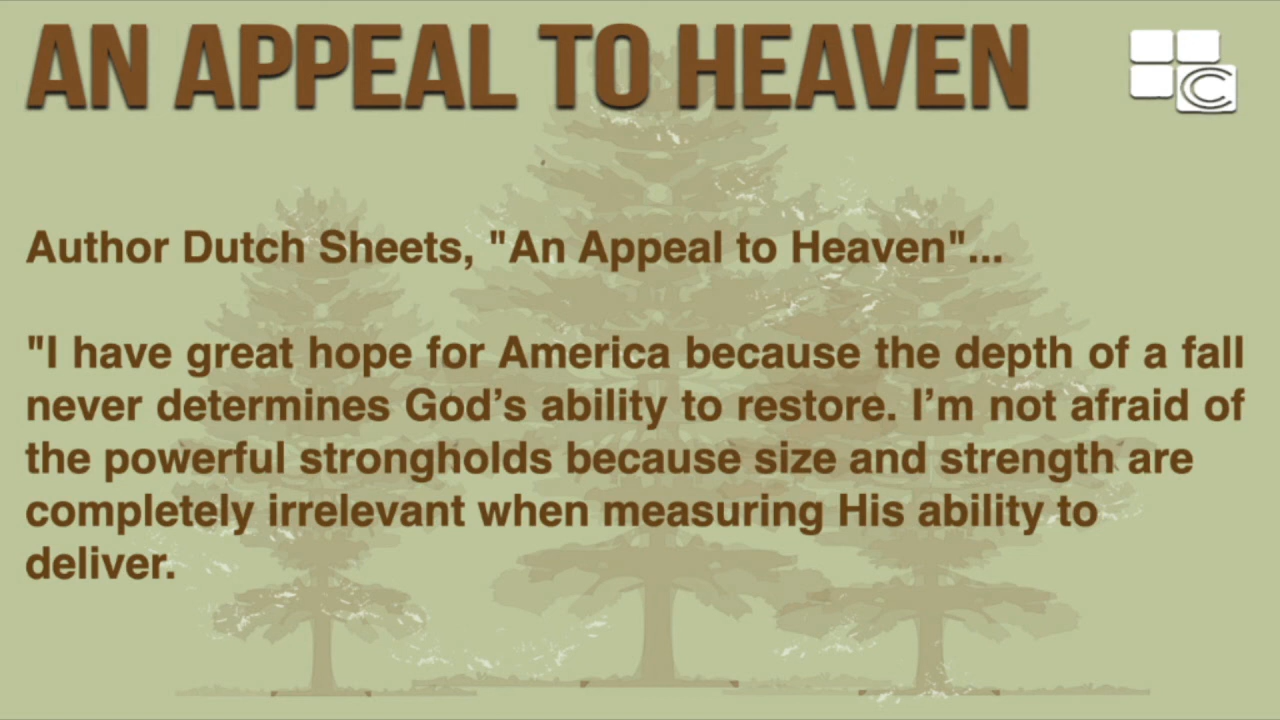 AN APPEAL TO HEAVEN
C
Author Dutch Sheets, "An Appeal to Heaven"...
"I have great hope for America because the depth of a fall
never determines God’s ability to restore. I’m not afraid of
the powerful strongholds because size and strength are
completely irrelevant when measuring His ability to
deliver.